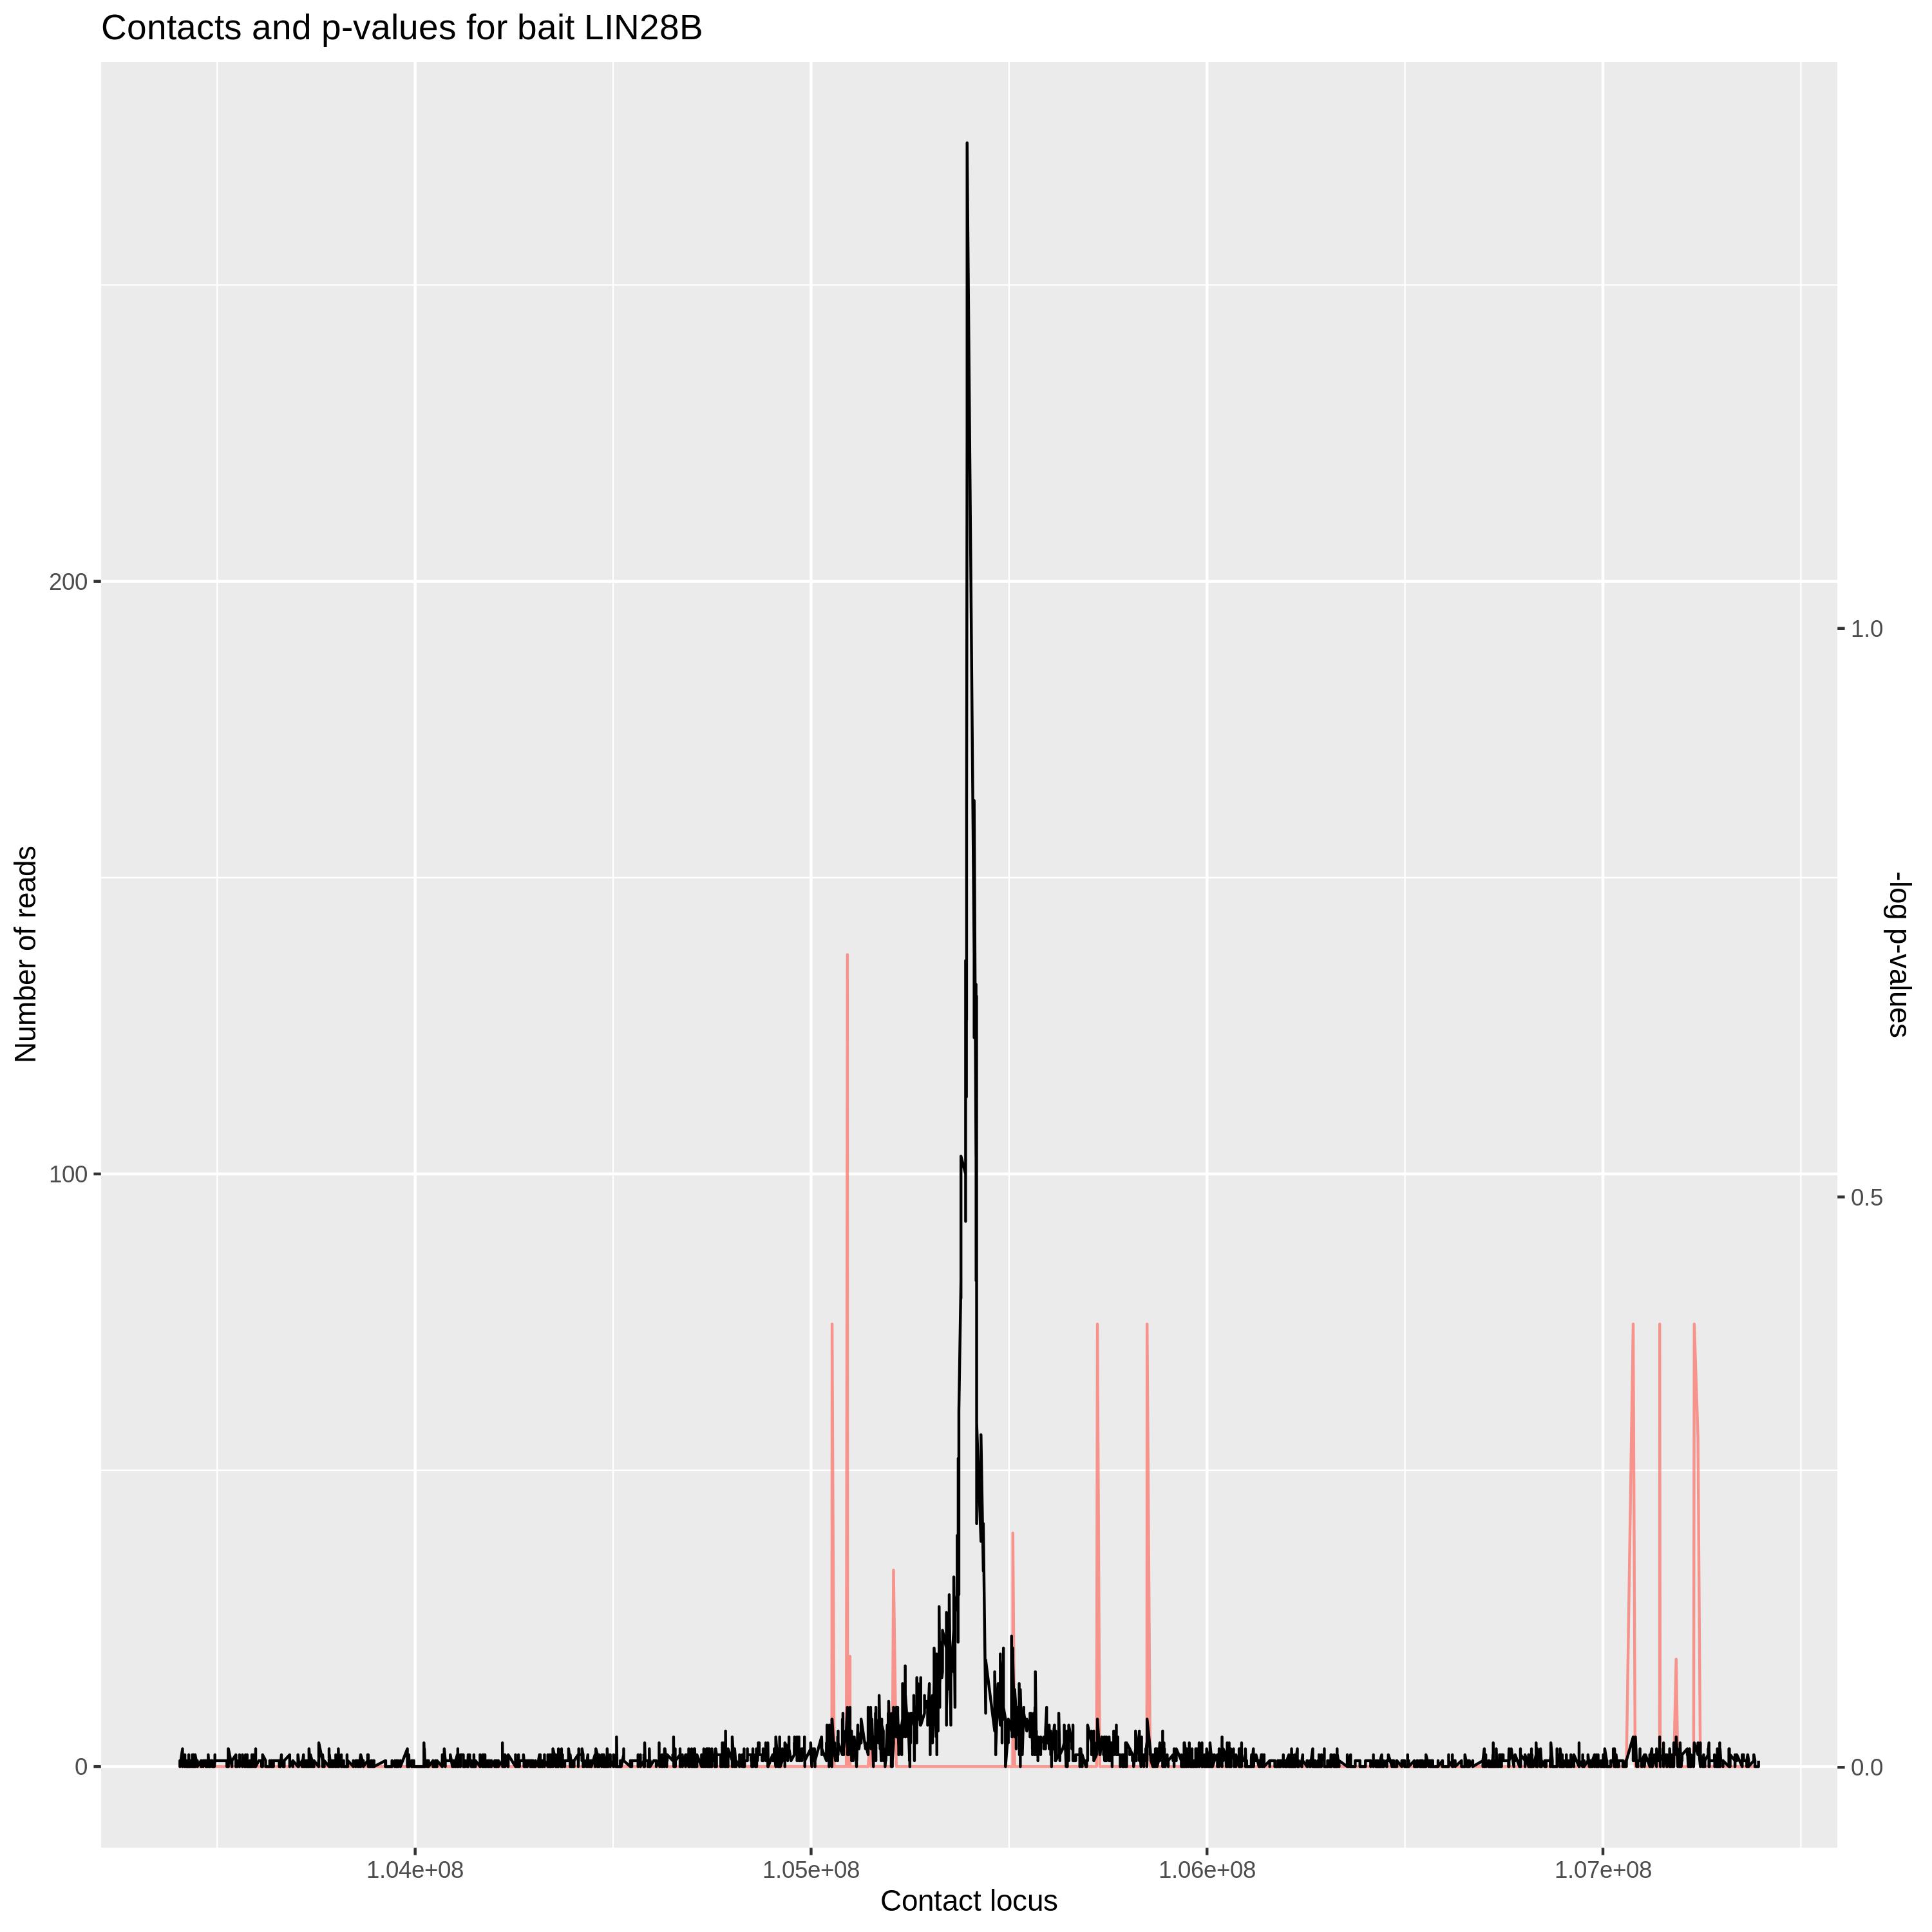 Contacts and p-values for bait LIN28B
Number of reads
200
100
0
1.0
0.5
0.0
-log p-values
1.04e+08
1.05e+08
1.06e+08
1.07e+08
Contact locus